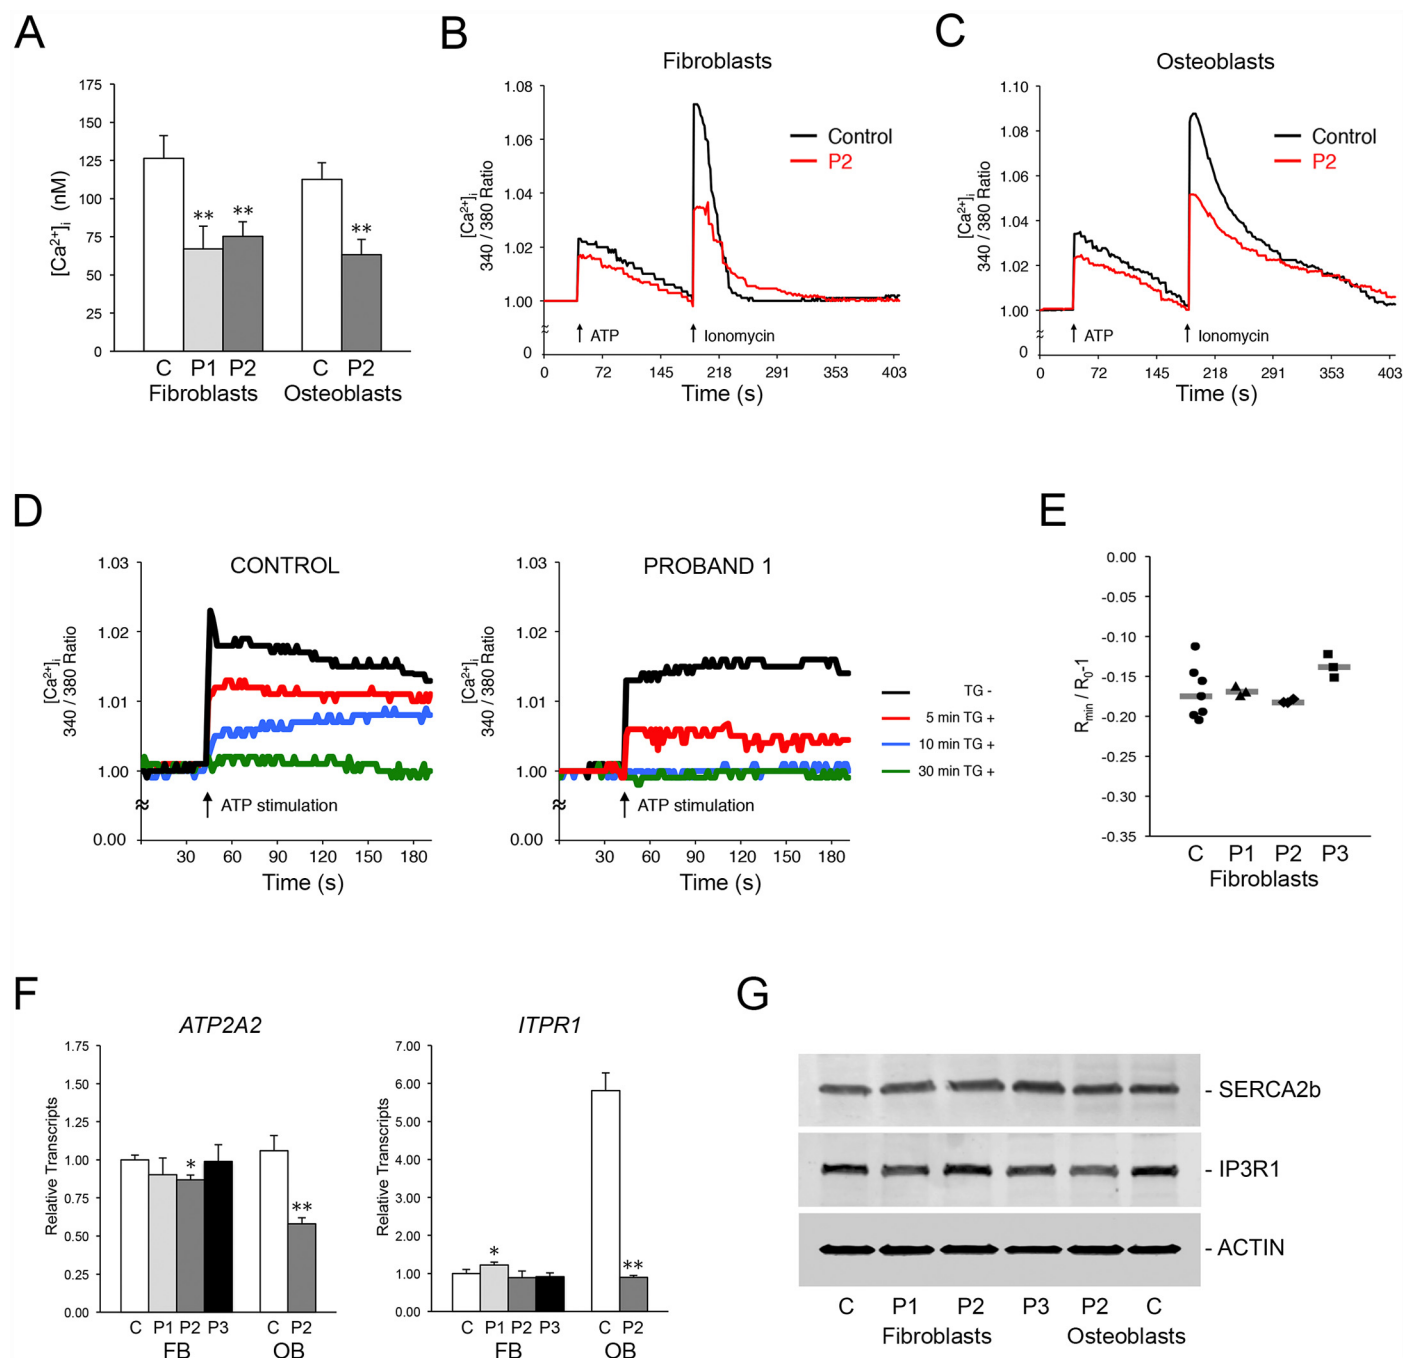 A
175
150
125
100
75
50
25
0
[Ca2+]i (nM)
**
**
**
C P1 P2
C P2
Fibroblasts
Osteoblasts
B
Fibroblasts
1.08
1.06
1.04
1.02
1.00
0
[Ca2+]i
340 / 380 Ratio
Control
P2
ATP
Ionomycin
0 72 145 218 291 353 403
Time (s)
C
Osteoblasts
1.10
1.08
1.06
1.04
1.02
1.00
0
[Ca2+]i
340 / 380 Ratio
Control
P2
ATP
Ionomycin
0 72 145 218 291 353 403
Time (s)
D
CONTROL
1.03
1.02
1.01
1.00
0.00
[Ca2+]i
340 / 380 Ratio
ATP stimulation
30 60 90 120 150 180
Time (s)
PROBAND 1
1.03
1.02
1.01
1.00
0.00
[Ca2+]i
340 / 380 Ratio
ATP stimulation
30 60 90 120 150 180
Time (s)
TG -
5 min TG +
10 min TG +
30 min TG +
E
0.00
-0.05
-0.10
-0.15
-0.20
-0.25
-0.30
-0.35
Rmin / R0-1
C P1 P2 P3
Fibroblasts
F
ATP2A2
1.75
1.50
1.25
1.00
0.75
0.50
0.25
0.00
Relative Transcripts
*
**
C P1 P2 P3
C P2
FB
OB
ITPR1
7.00
6.00
5.00
4.00
3.00
2.00
1.00
0.00
Relative Transcripts
*
**
C P1 P2 P3
C P2
FB
OB
G
- SERCA2b
- IP3R1
- ACTIN
C P1 P2 P3 P2 C
Fibroblasts
Osteoblasts